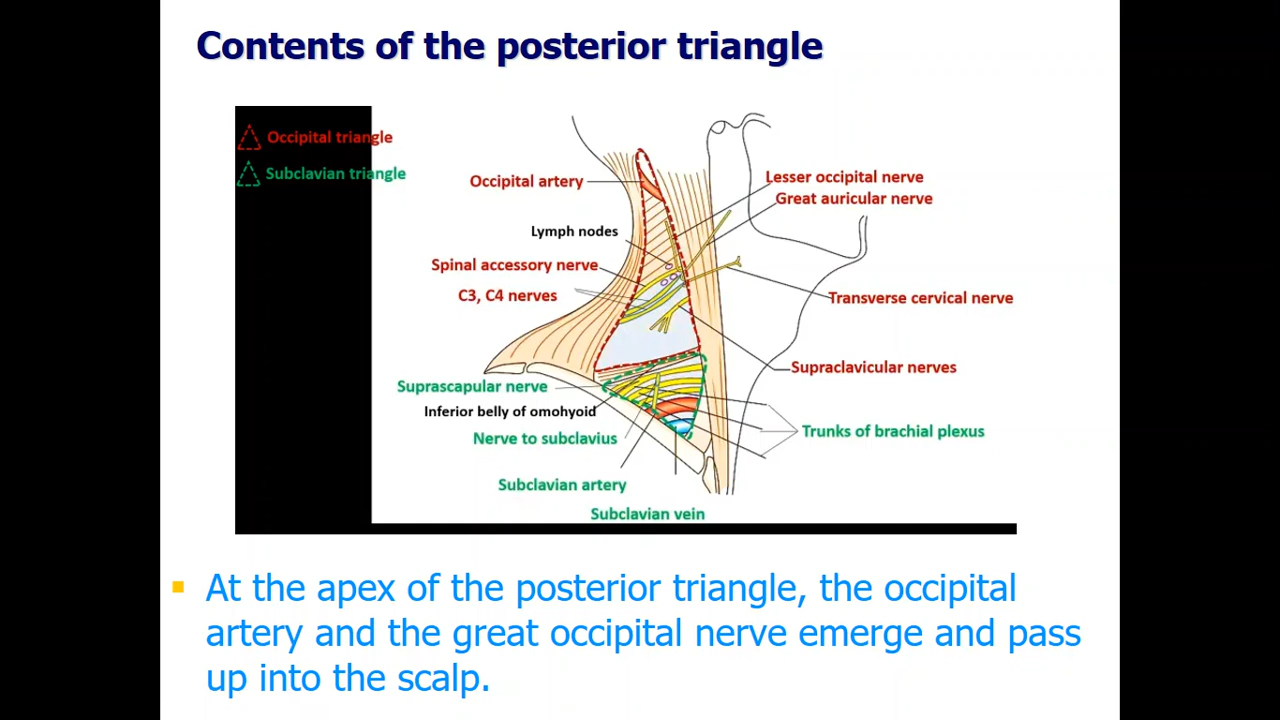 Contents of the posterior triangle
Occipital triangle
Subclavian triangle
Occipital artery
Lymph nodes
Spinal accessory nerve
C3, C4 nerves
Suprascapular nerve
Inferior belly of omohyoid
Nerve to subclavius
Subclavian artery
Subclavian vein
Lesser occipital nerve
Great auricular nerve
Transverse cervical nerve
Supraclavicular nerves
Trunks of brachial plexus
At the apex of the posterior triangle, the occipital
artery and the great occipital nerve emerge and pass
up into the scalp.